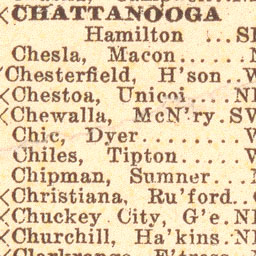 <CHATTANOOGA
Hamilton ...
Chesla, Macon.....
Chesterfield, H'son..
<Chestoa, Unicoi....
<Chewalla, McN'ry.
Chic, Dyer........
Chiles, Tipton......
Chipman, Sumner...
<Christiana, Ru'ford..
<Chuckey City, G'e.
<Churchill, Ha'kins.